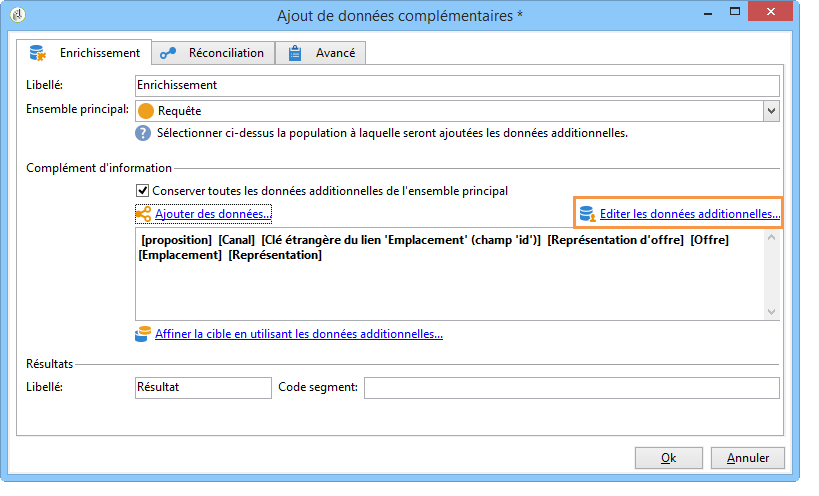 Ajout de données complémentaires *
Enrichissement Réconciliation Avancé
Libellé: Enrichissement
Ensemble principal: Requête
Sélectionner ci-dessus la population à laquelle seront ajoutées les données additionnelles.
Complément d'information
Conserver toutes les données additionnelles de l'ensemble principal
Ajouter des données... Editer les données additionnelles...
[proposition] [Canal] [Clé étrangère du lien 'Emplacement' (champ 'id')] [Représentation d'offre] [Offre]
[Emplacement] [Représentation]
Affiner la cible en utilisant les données additionnelles...
Résultats
Libellé: Résultat Code segment:
Ok Annuler